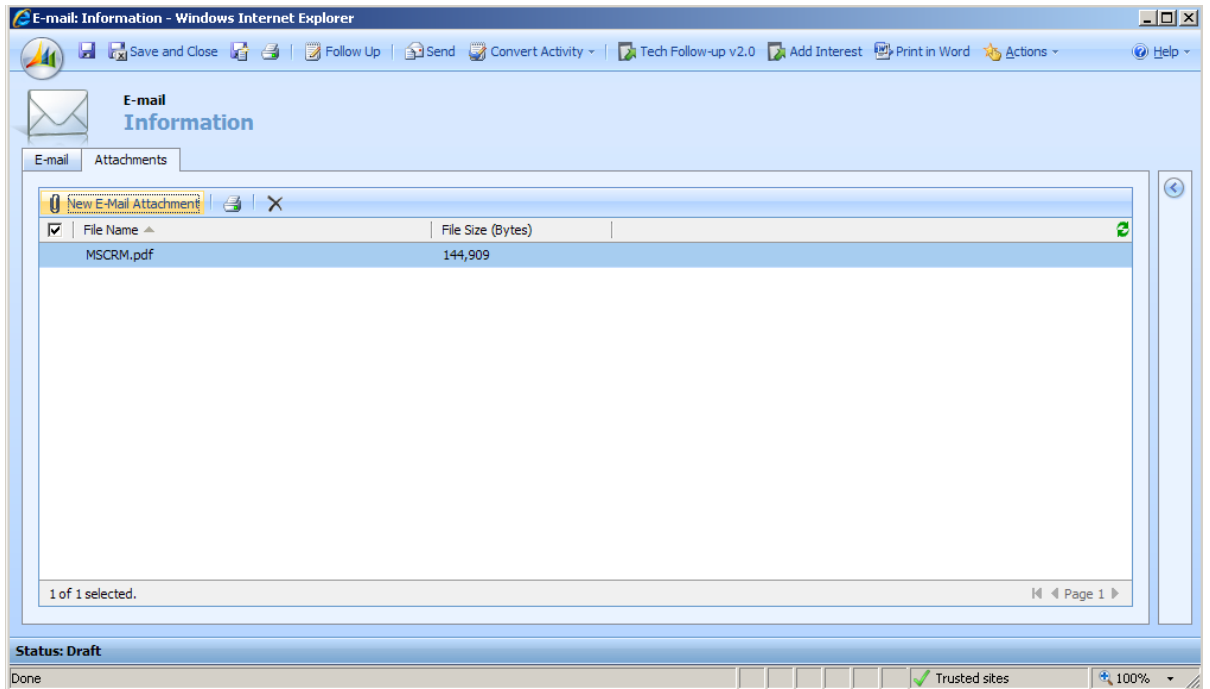 E-mail: Information - Windows Internet Explorer
Save and Close Follow Up Send Convert Activity Tech Follow-up v2.0 Add Interest Print in Word Actions Help
E-mail
Information
E-mail Attachments
New E-Mail Attachment
File Name File Size (Bytes)
MSCRM.pdf 144,909
1 of 1 selected. Page 1
Status: Draft
Done Trusted sites 100%